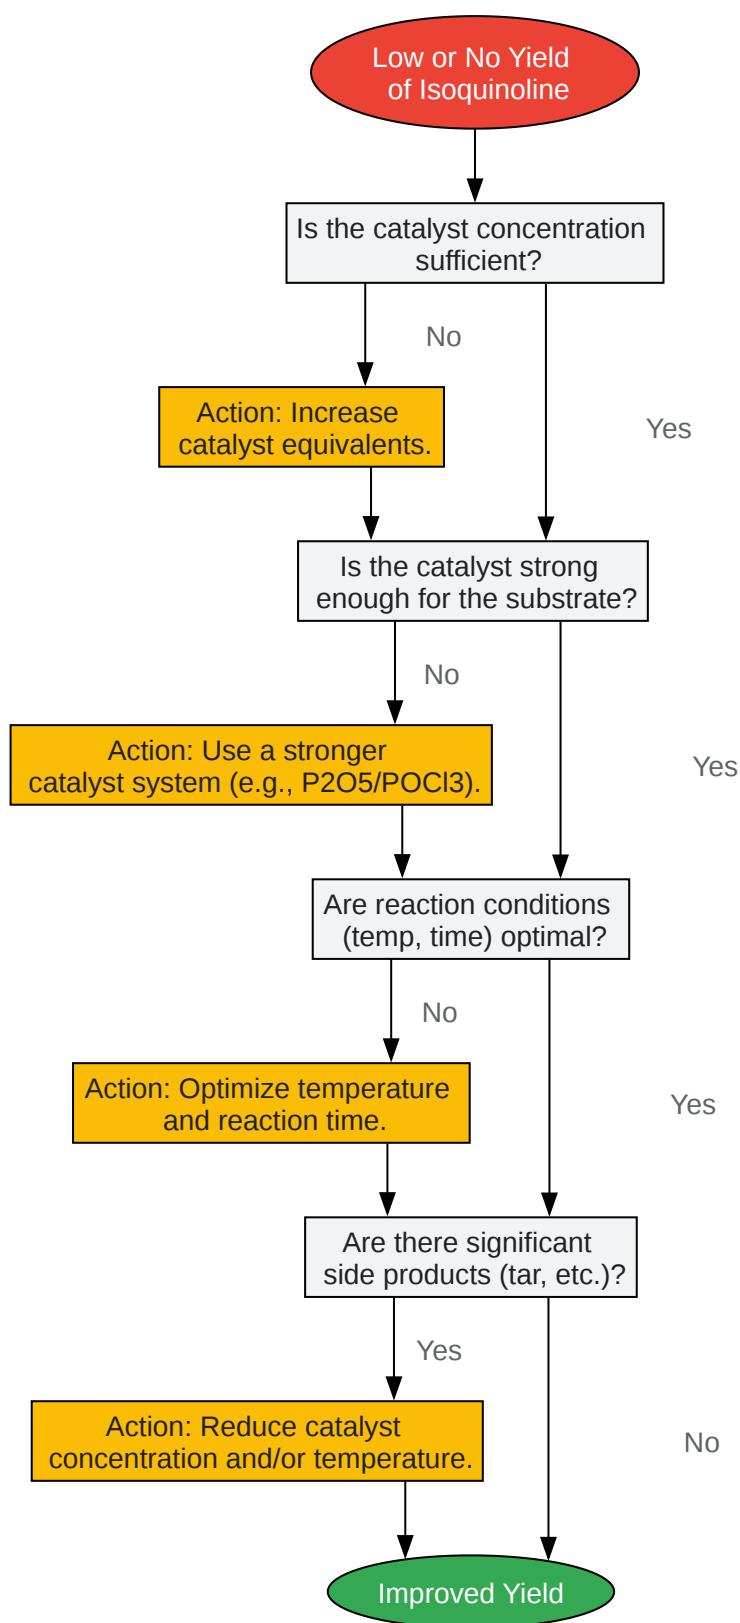 Low or No Yield
of Isoquinoline
Is the catalyst concentration
sufficient?
No
Action: Increase
catalyst equivalents.
Yes
Is the catalyst strong
enough for the substrate?
No
Action: Use a stronger
catalyst system (e.g., P2O5/POCl3).
Yes
Are reaction conditions
(temp, time) optimal?
No
Action: Optimize temperature
and reaction time.
Yes
Are there significant
side products (tar, etc.)?
Yes
Action: Reduce catalyst
concentration and/or temperature.
No
Improved Yield